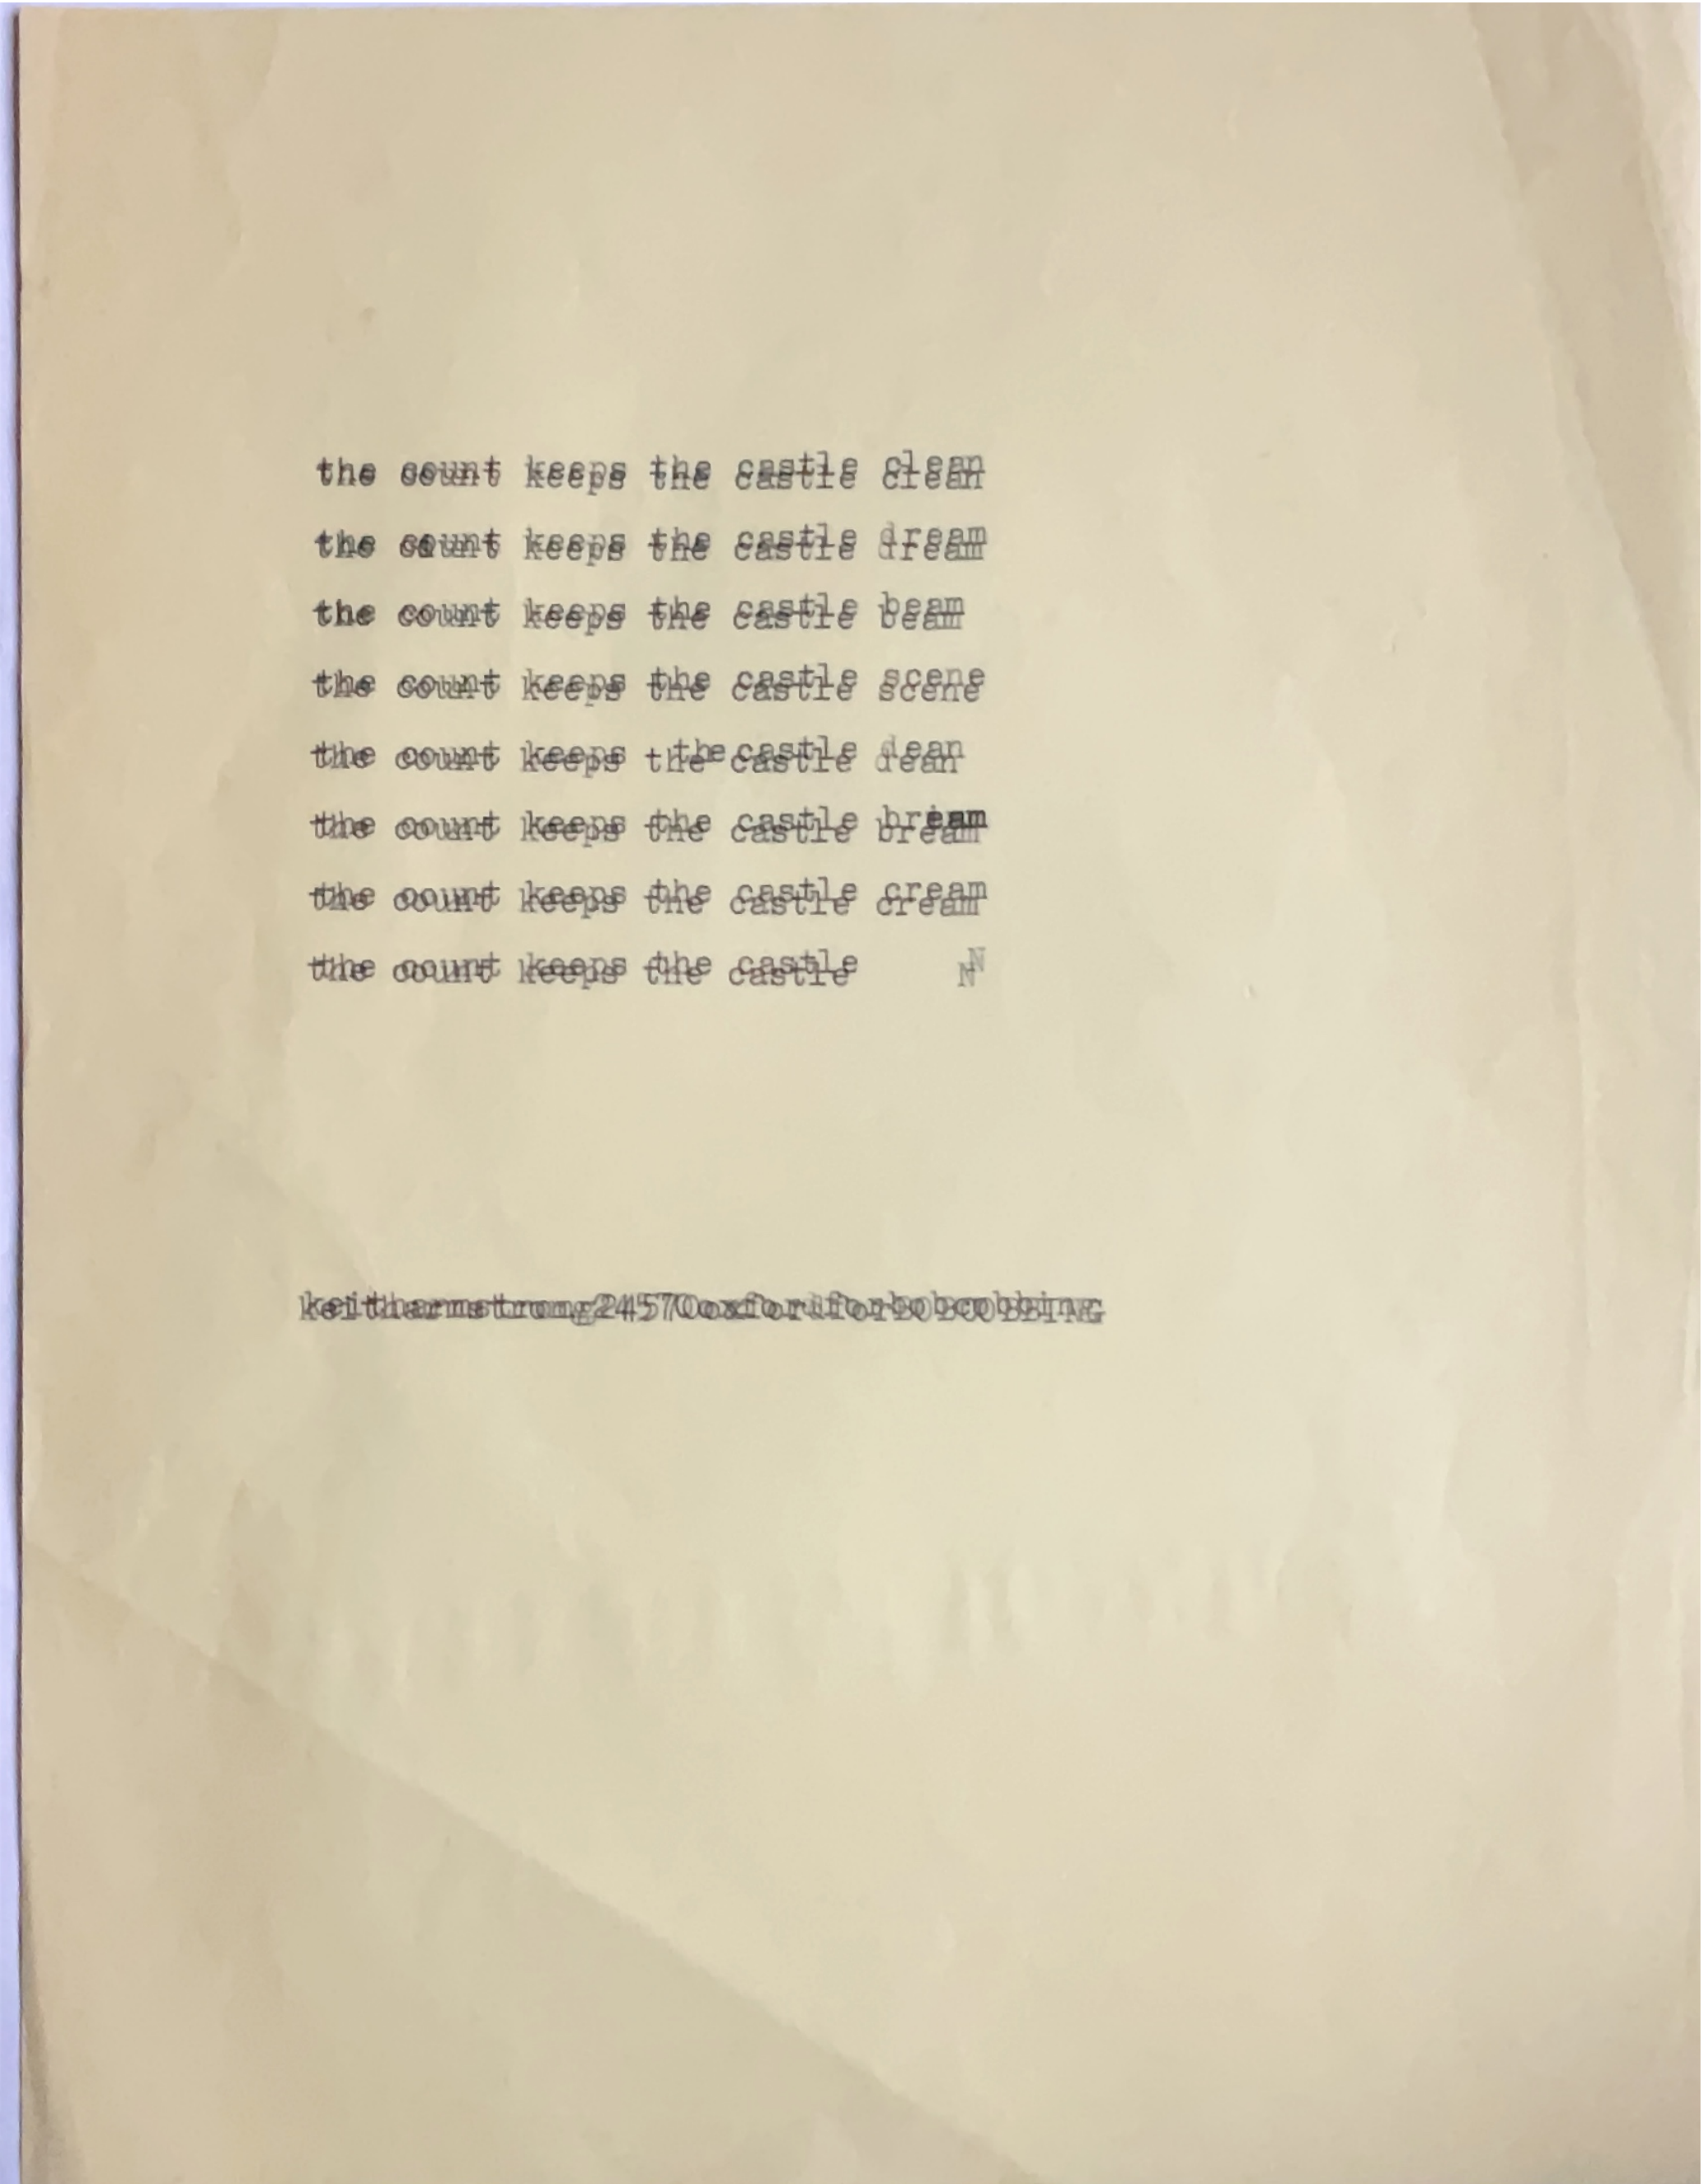 the count keeps the castle clean
the count keeps the castle dream
the count keeps the castle beam
the count keeps the castle scene
the count keeps the castle dean
the count keeps the castle bream
the count keeps the castle cream
the count keeps the castle N
keitharmstrong24570oxfordforbobcobbing